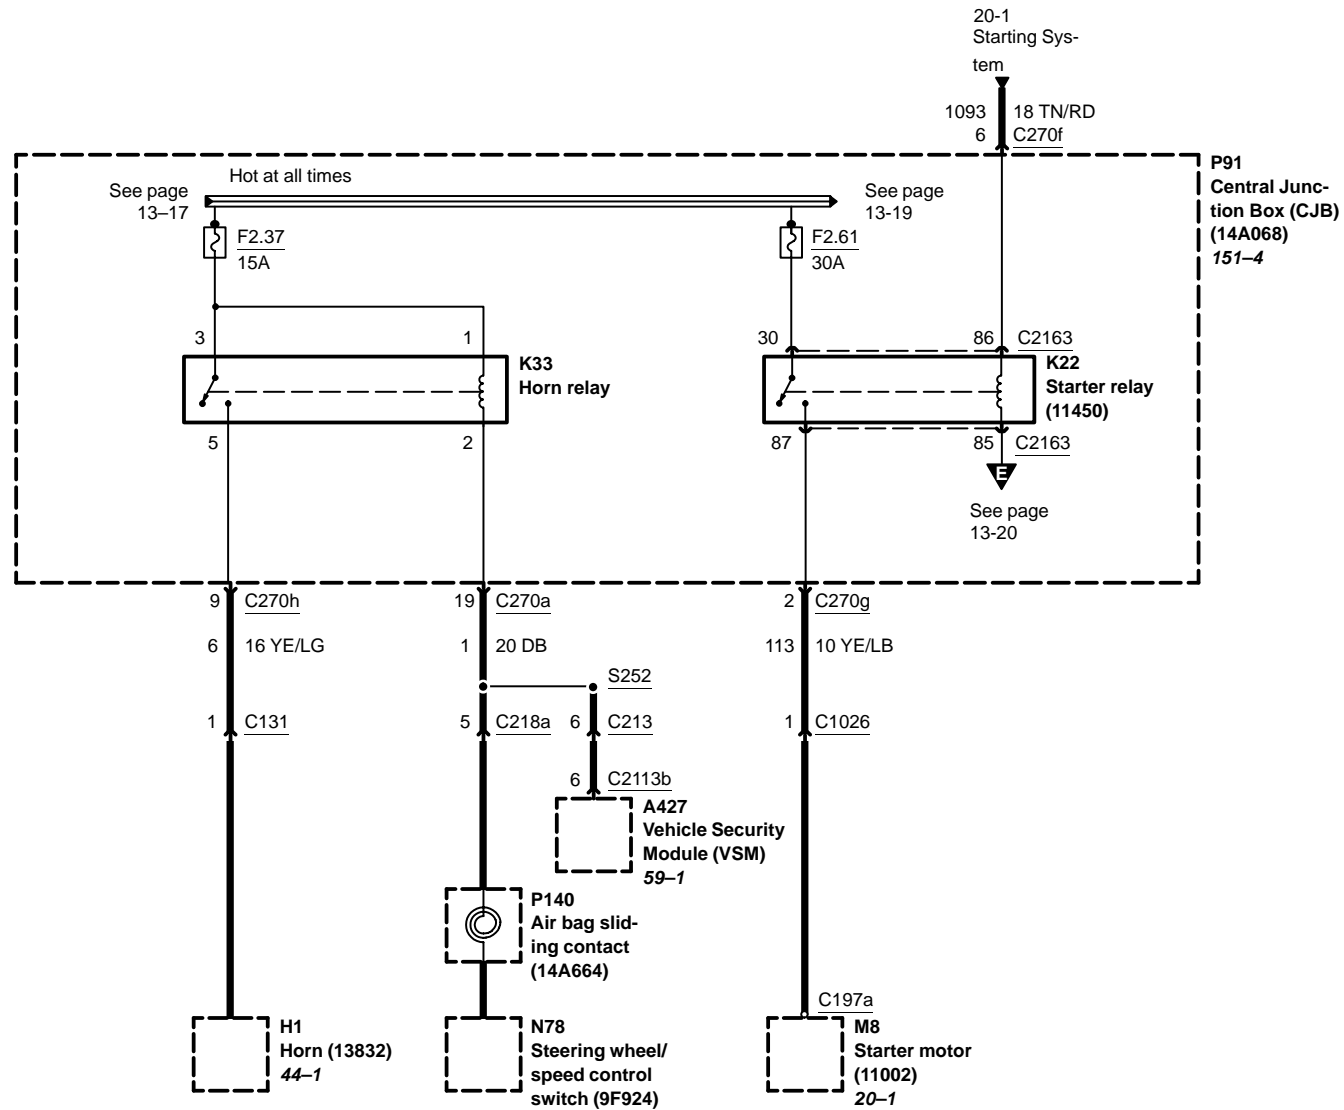 20-1
Starting Sys-
tem
1093 18 TN/RD
6 C270f
P91
Central Junc-
tion Box (CJB)
(14A068)
151–4
Hot at all times
See page
13–17
See page
13-19
F2.37
15A
F2.61
30A
3 1
30 86 C2163
K33
Horn relay
K22
Starter relay
(11450)
5 2
87 85 C2163
E
See page
13-20
9 C270h
19 C270a
2 C270g
6 16 YE/LG
1 20 DB
113 10 YE/LB
S252
1 C131
5 C218a
6 C213
1 C1026
6 C2113b
A427
Vehicle Security
Module (VSM)
59–1
P140
Air bag slid-
ing contact
(14A664)
C197a
H1
Horn (13832)
44–1
N78
Steering wheel/
speed control
switch (9F924)
M8
Starter motor
(11002)
20–1